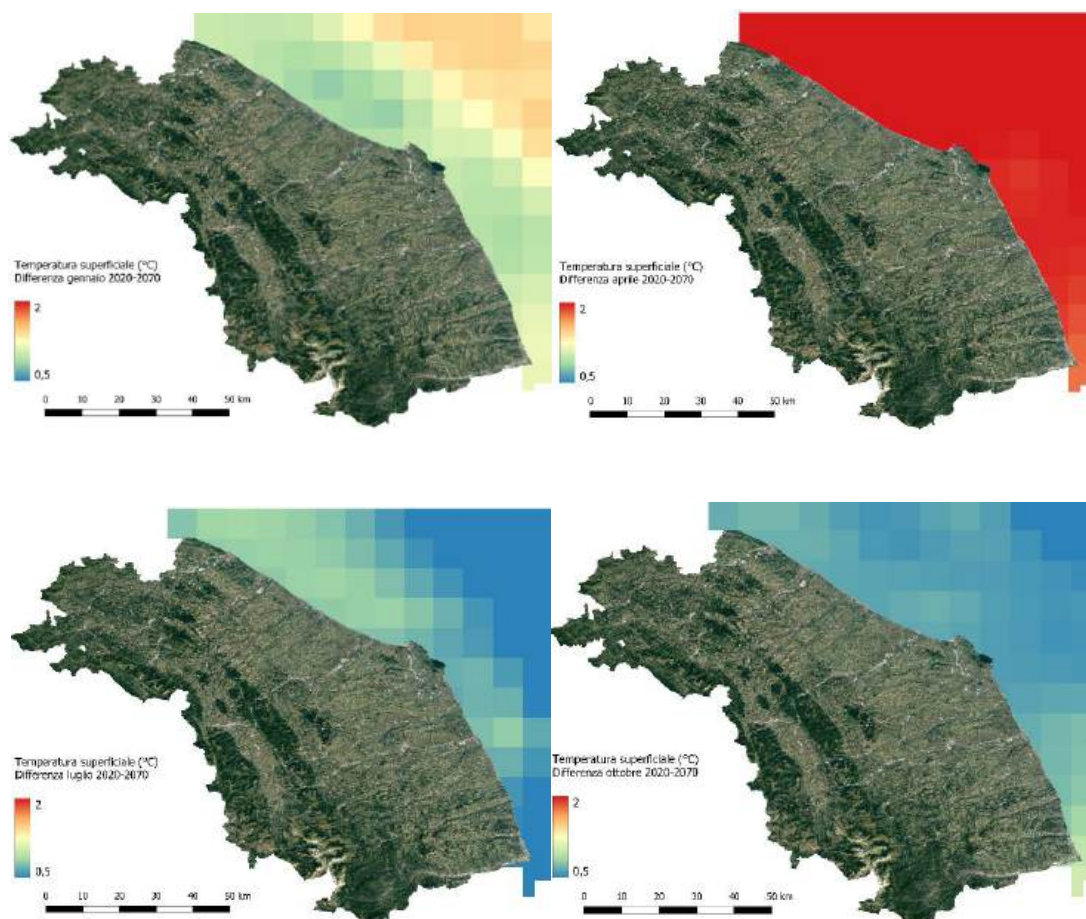 Temperatura superficiale (°C)
Differenza gennaio 2020-2070
2
0,5
0 10 20 30 40 50 km
Temperatura superficiale (°C)
Differenza aprile 2020-2070
2
0,5
0 10 20 30 40 50 km
Temperatura superficiale (°C)
Differenza luglio 2020-2070
2
0,5
0 10 20 30 40 50 km
Temperatura superficiale (°C)
Differenza ottobre 2020-2070
2
0,5
0 10 20 30 40 50 km